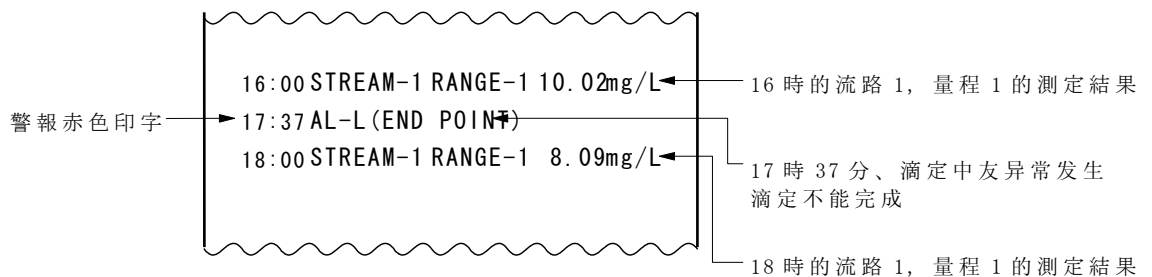 16:00 STREAM-1 RANGE-1 10.02mg/L
16 時的流路 1, 量程 1 的測定結果
警報赤色印字
17:37 AL-L(END POINT)
18:00 STREAM-1 RANGE-1 8.09mg/L
17 時 37 分、滴定中友异常发生
滴定不能完成
18 時的流路 1, 量程 1 的測定結果